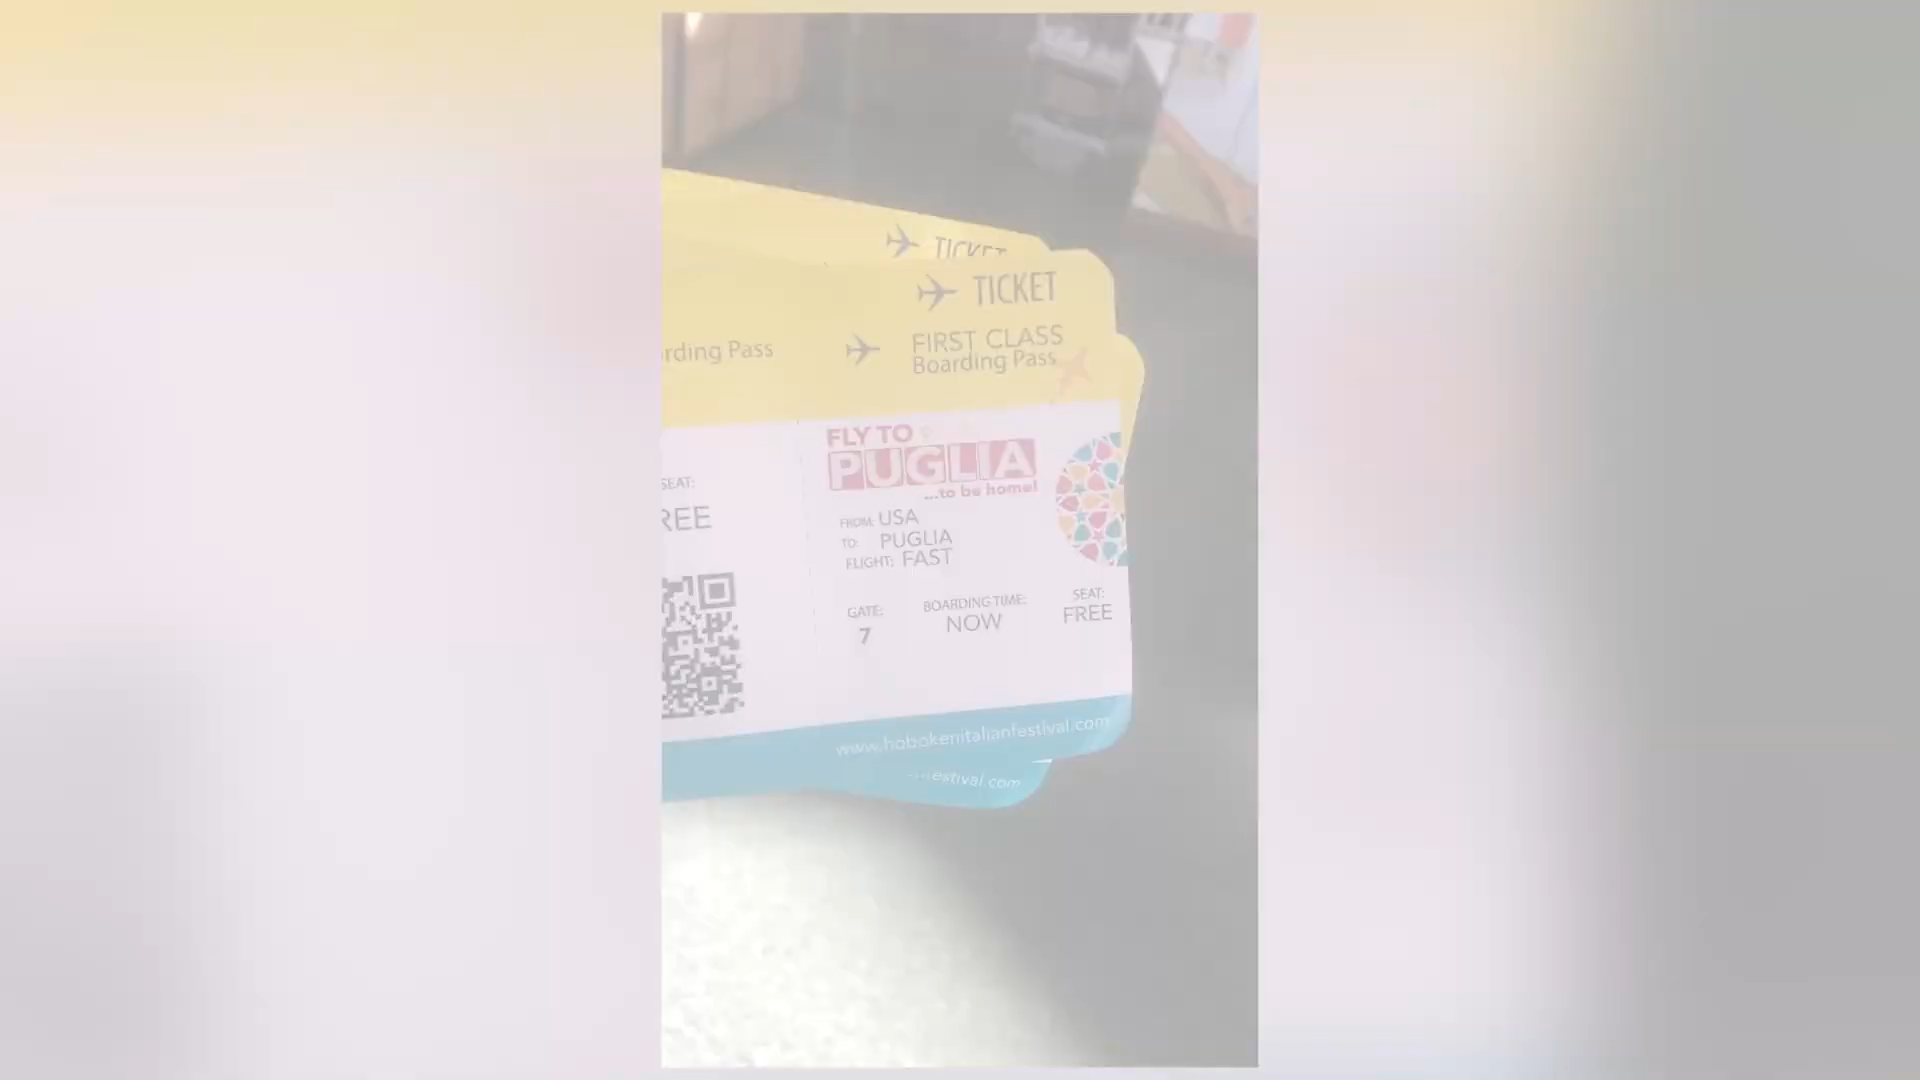 TICKET
TICKET
rding Pass
FIRST CLASS
Boarding Pass
FLY TO
PUGLIA
...to be home!
SEAT:
REE
FROM: USA
TO: PUGLIA
FLIGHT: FAST
GATE:
7
BOARDING TIME:
NOW
SEAT:
FREE
www.hobokenitalianfestival.com
estival.com